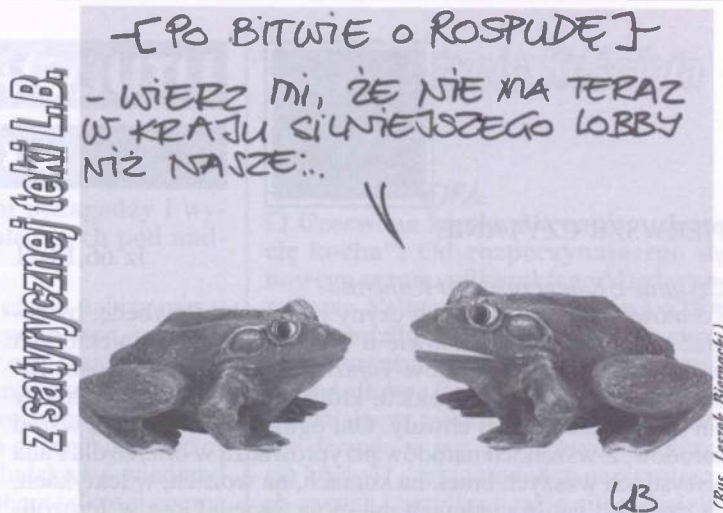 -[PO BITWIE O ROSPUDĘ]-
- WIERZ MI, ŻE NIE MA TERAZ
W KRAJU SILNIEJSZEGO LOBBY
NIŻ NASZE...
z satyrycznej teki L.B.
LB
(Rys. Leszek Biernacki)